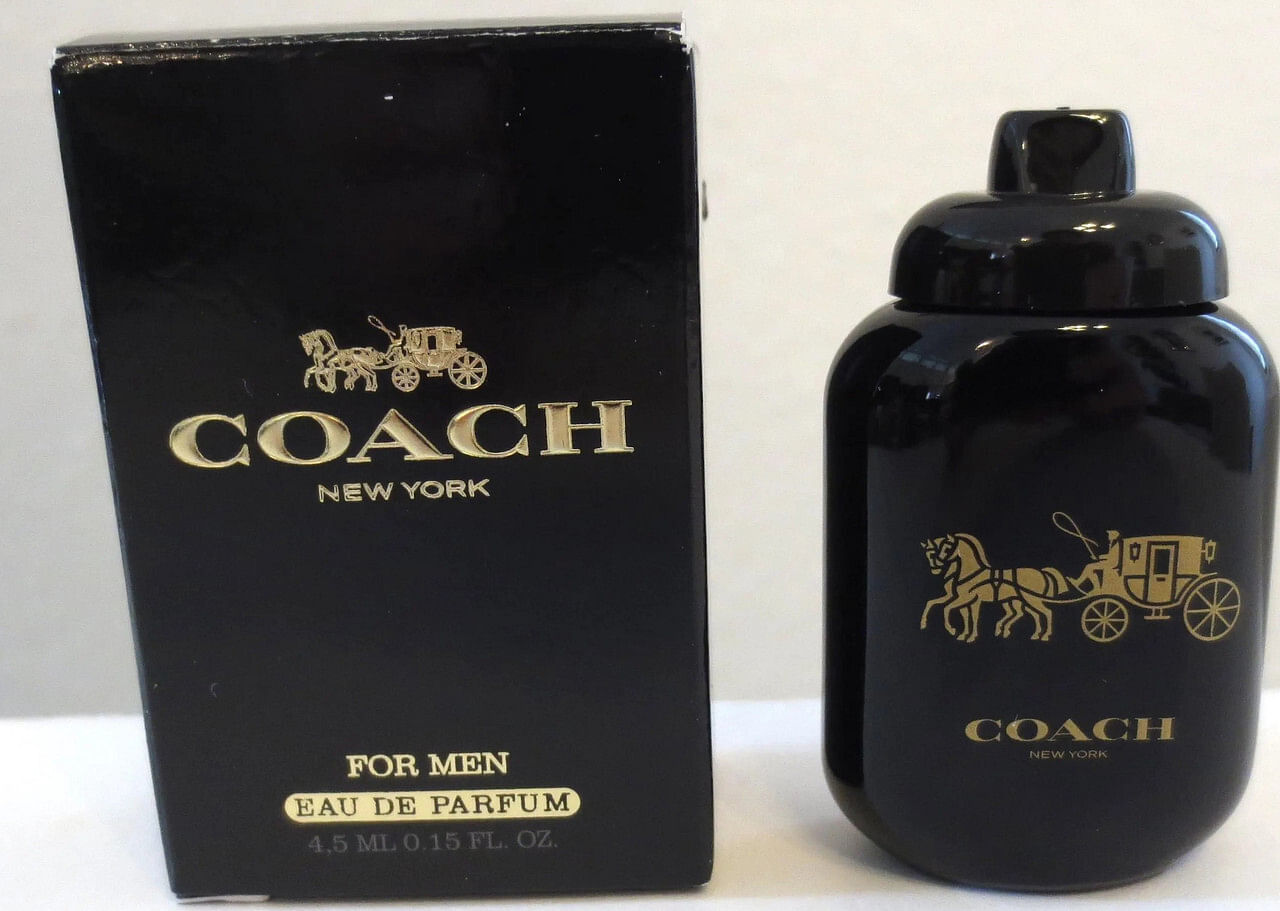 COACH
NEW YORK
FOR MEN
EAU DE PARFUM
4,5 ML 0.15 FL. OZ.
COACH
NEW YORK